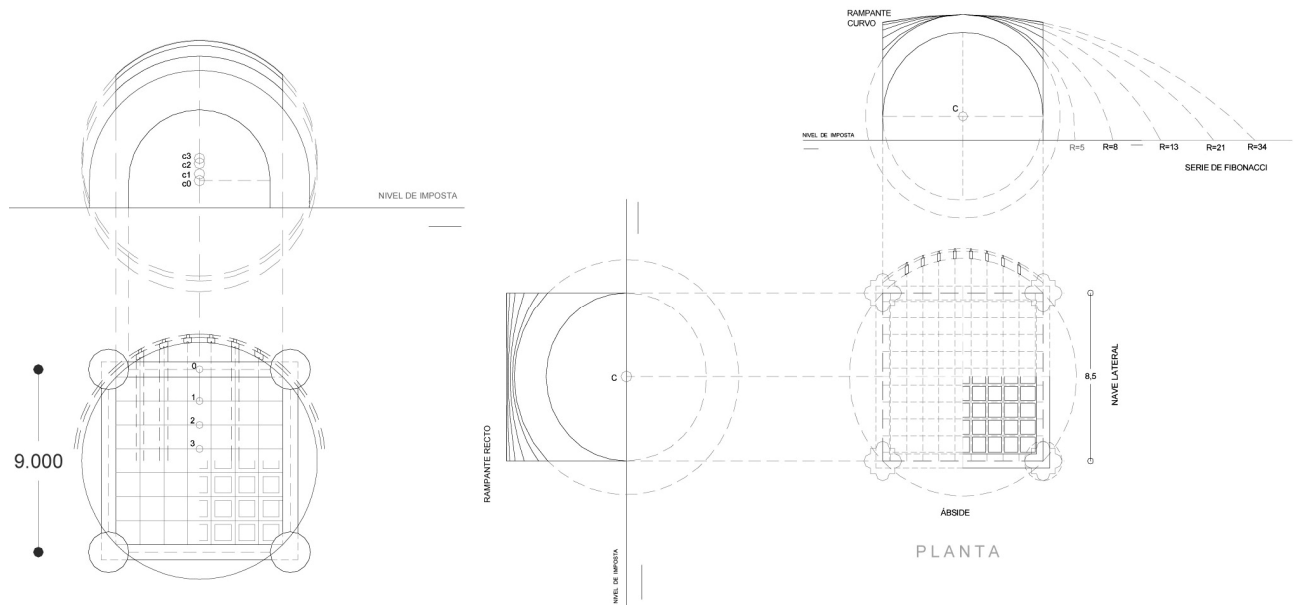 c3
c2
c1
c0
NIVEL DE IMPOSTA
0
1
2
3
9.000
RAMPANTE
CURVO
C
NIVEL DE IMPOSTA
R=5
R=8
R=13
R=21
R=34
SERIE DE FIBONACCI
C
RAMPANTE RECTO
NIVEL DE IMPOSTA
8,5
NAVE LATERAL
ÁBSIDE
PLANTA